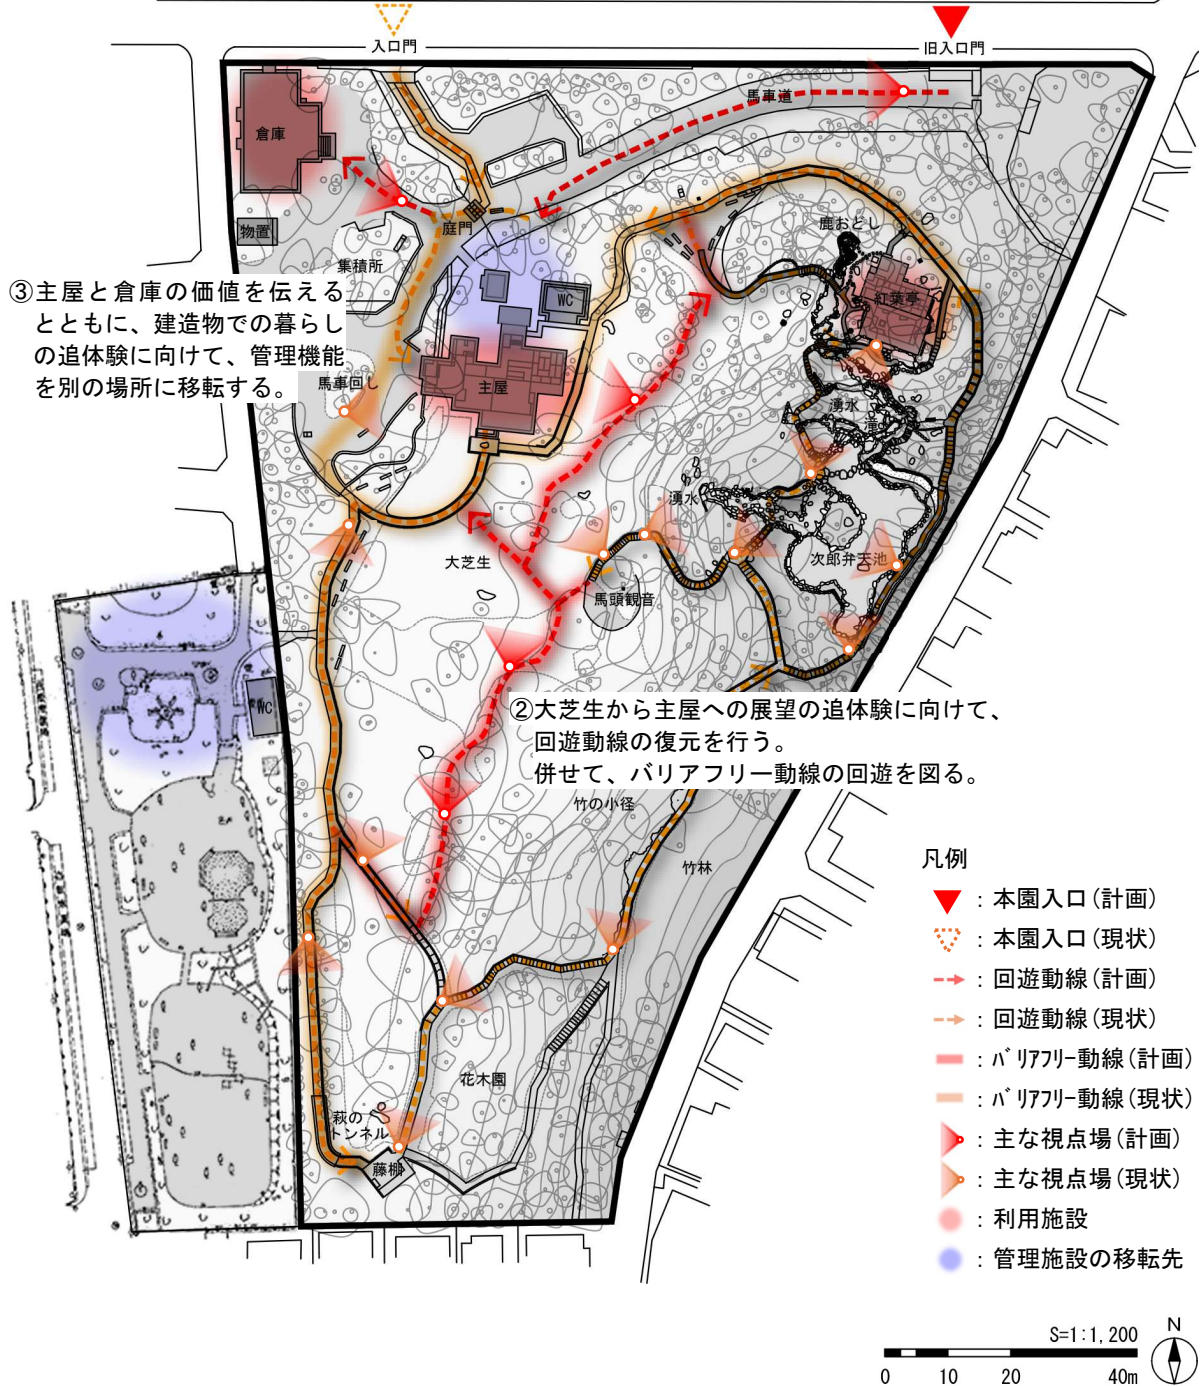 入口門
旧入口門
馬車道
倉庫
庭門
物置
集積所
鹿おどし
紅葉亭
WC
③主屋と倉庫の価値を伝える
とともに、建造物での暮らし
の追体験に向けて、管理機能
を別の場所に移転する。
馬車回し
主屋
湧水
滝
湧水
大芝生
次郎弁天池
馬頭観音
WC
②大芝生から主屋への展望の追体験に向けて、
回遊動線の復元を行う。
併せて、バリアフリー動線の回遊を図る。
竹の小径
竹林
花木園
萩の
トンネル
藤棚
凡例
：本園入口(計画)
：本園入口(現状)
：回遊動線(計画)
：回遊動線(現状)
：バリアフリー動線(計画)
：バリアフリー動線(現状)
：主な視点場(計画)
：主な視点場(現状)
：利用施設
：管理施設の移転先
S=1:1,200
N
0 10 20 40m